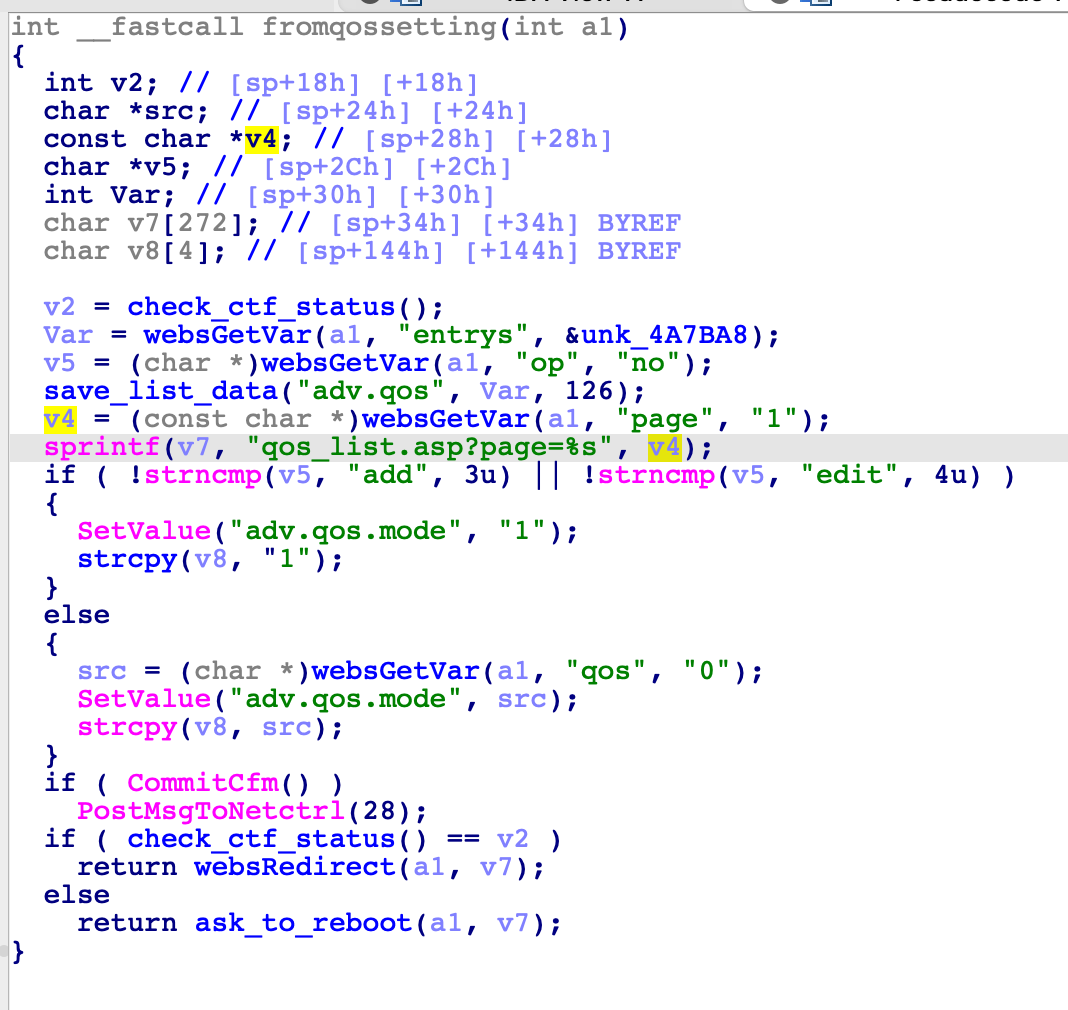 int __fastcall fromqossetting(int a1)
{
  int v2; // [sp+18h] [+18h]
  char *src; // [sp+24h] [+24h]
  const char *v4; // [sp+28h] [+28h]
  char *v5; // [sp+2Ch] [+2Ch]
  int Var; // [sp+30h] [+30h]
  char v7[272]; // [sp+34h] [+34h] BYREF
  char v8[4]; // [sp+144h] [+144h] BYREF

  v2 = check_ctf_status();
  Var = websGetVar(a1, "entrys", &unk_4A7BA8);
  v5 = (char *)websGetVar(a1, "op", "no");
  save_list_data("adv.qos", Var, 126);
  v4 = (const char *)websGetVar(a1, "page", "1");
  sprintf(v7, "qos_list.asp?page=%s", v4);
  if ( !strncmp(v5, "add", 3u) || !strncmp(v5, "edit", 4u) )
  {
    SetValue("adv.qos.mode", "1");
    strcpy(v8, "1");
  }
  else
  {
    src = (char *)websGetVar(a1, "qos", "0");
    SetValue("adv.qos.mode", src);
    strcpy(v8, src);
  }
  if ( CommitCfm() )
    PostMsgToNetctrl(28);
  if ( check_ctf_status() == v2 )
    return websRedirect(a1, v7);
  else
    return ask_to_reboot(a1, v7);
}